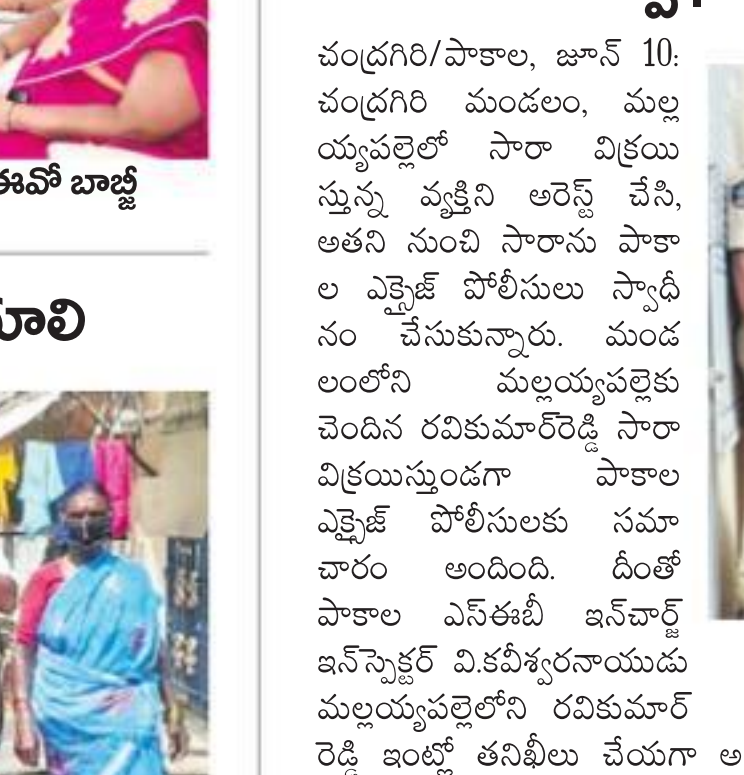 ఈవో బాబ్జీ
చంద్రగిరి/పాకాల, జూన్ 10:
చంద్రగిరి మండలం, మల్ల
య్యపల్లెలో సారా విక్రయి
స్తున్న వ్యక్తిని అరెస్ట్ చేసి,
అతని నుంచి సారాను పాకా
ల ఎక్సైజ్ పోలీసులు స్వాధీ
నం చేసుకున్నారు. మండ
లంలోని మల్లయ్యపల్లెకు
చెందిన రవికుమార్‌రెడ్డి సారా
విక్రయిస్తుండగా పాకాల
ఎక్సైజ్ పోలీసులకు సమా
చారం అందింది. దీంతో
పాకాల ఎస్ఈబీ ఇన్‌చార్జ్
ఇన్‌స్పెక్టర్ వి.కవీశ్వరనాయుడు
మల్లయ్యపల్లెలోని రవికుమార్
రెడ్డి ఇంట్లో తనిఖీలు చేయగా అ